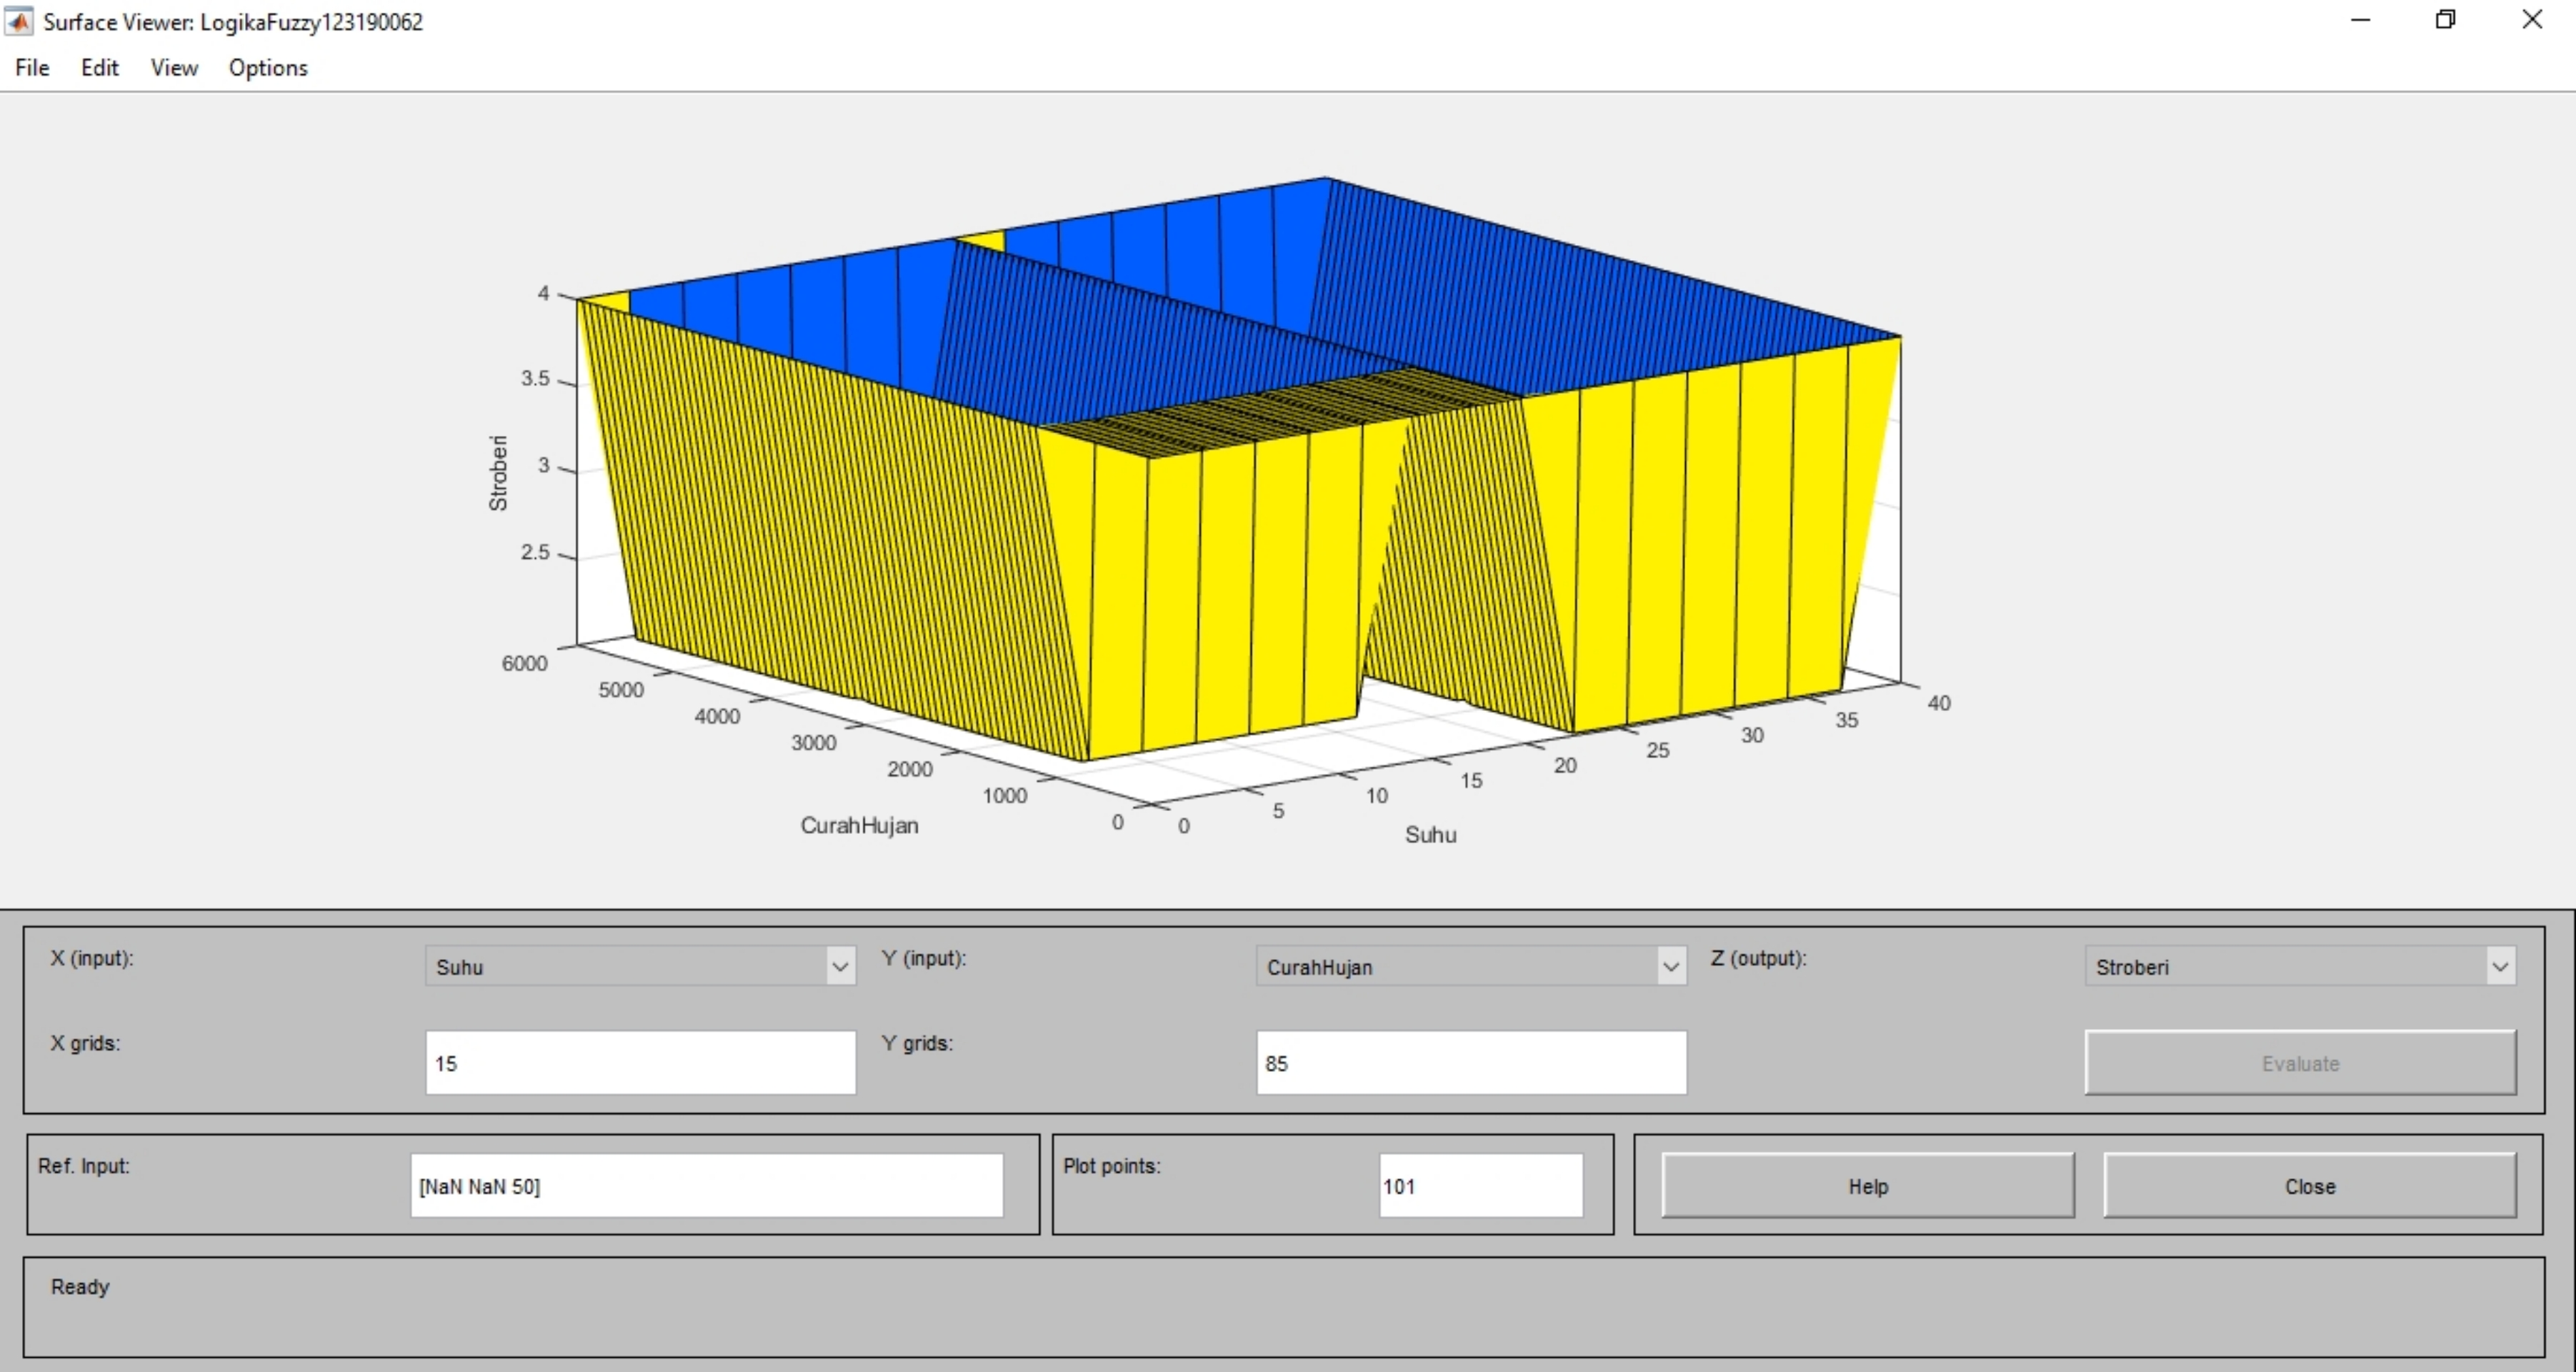 Surface Viewer: LogikaFuzzy123190062
File Edit View Options
4
3.5
3
2.5
Stroberi
6000
5000
4000
3000
2000
1000
0
CurahHujan
0
5
10
15
20
25
30
35
40
Suhu
X (input): Suhu Y (input): CurahHujan Z (output): Stroberi
X grids: 15 Y grids: 85 Evaluate
Ref. Input: [NaN NaN 50] Plot points: 101 Help Close
Ready